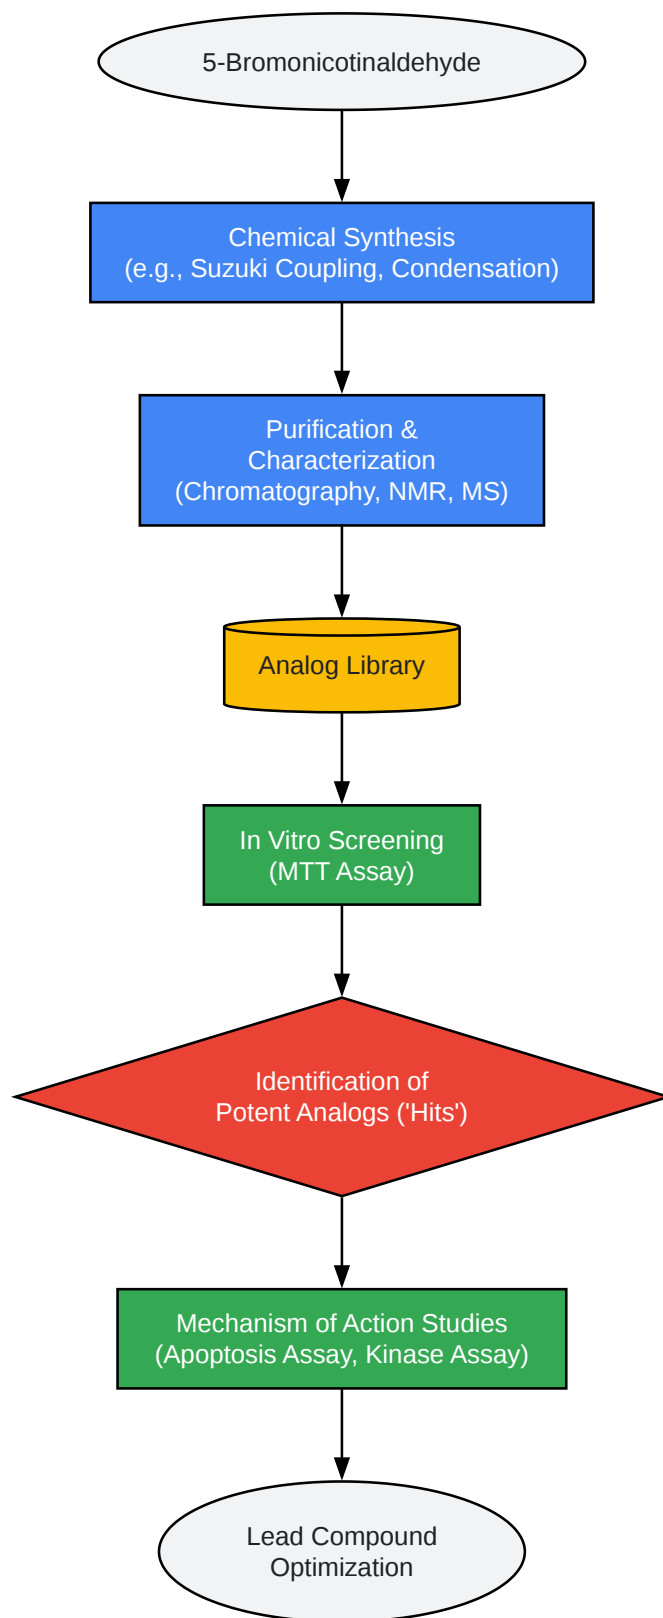 5-Bromonicotinaldehyde
Chemical Synthesis
(e.g., Suzuki Coupling, Condensation)
Purification &
Characterization
(Chromatography, NMR, MS)
Analog Library
In Vitro Screening
(MTT Assay)
Identification of
Potent Analogs ('Hits')
Mechanism of Action Studies
(Apoptosis Assay, Kinase Assay)
Lead Compound
Optimization